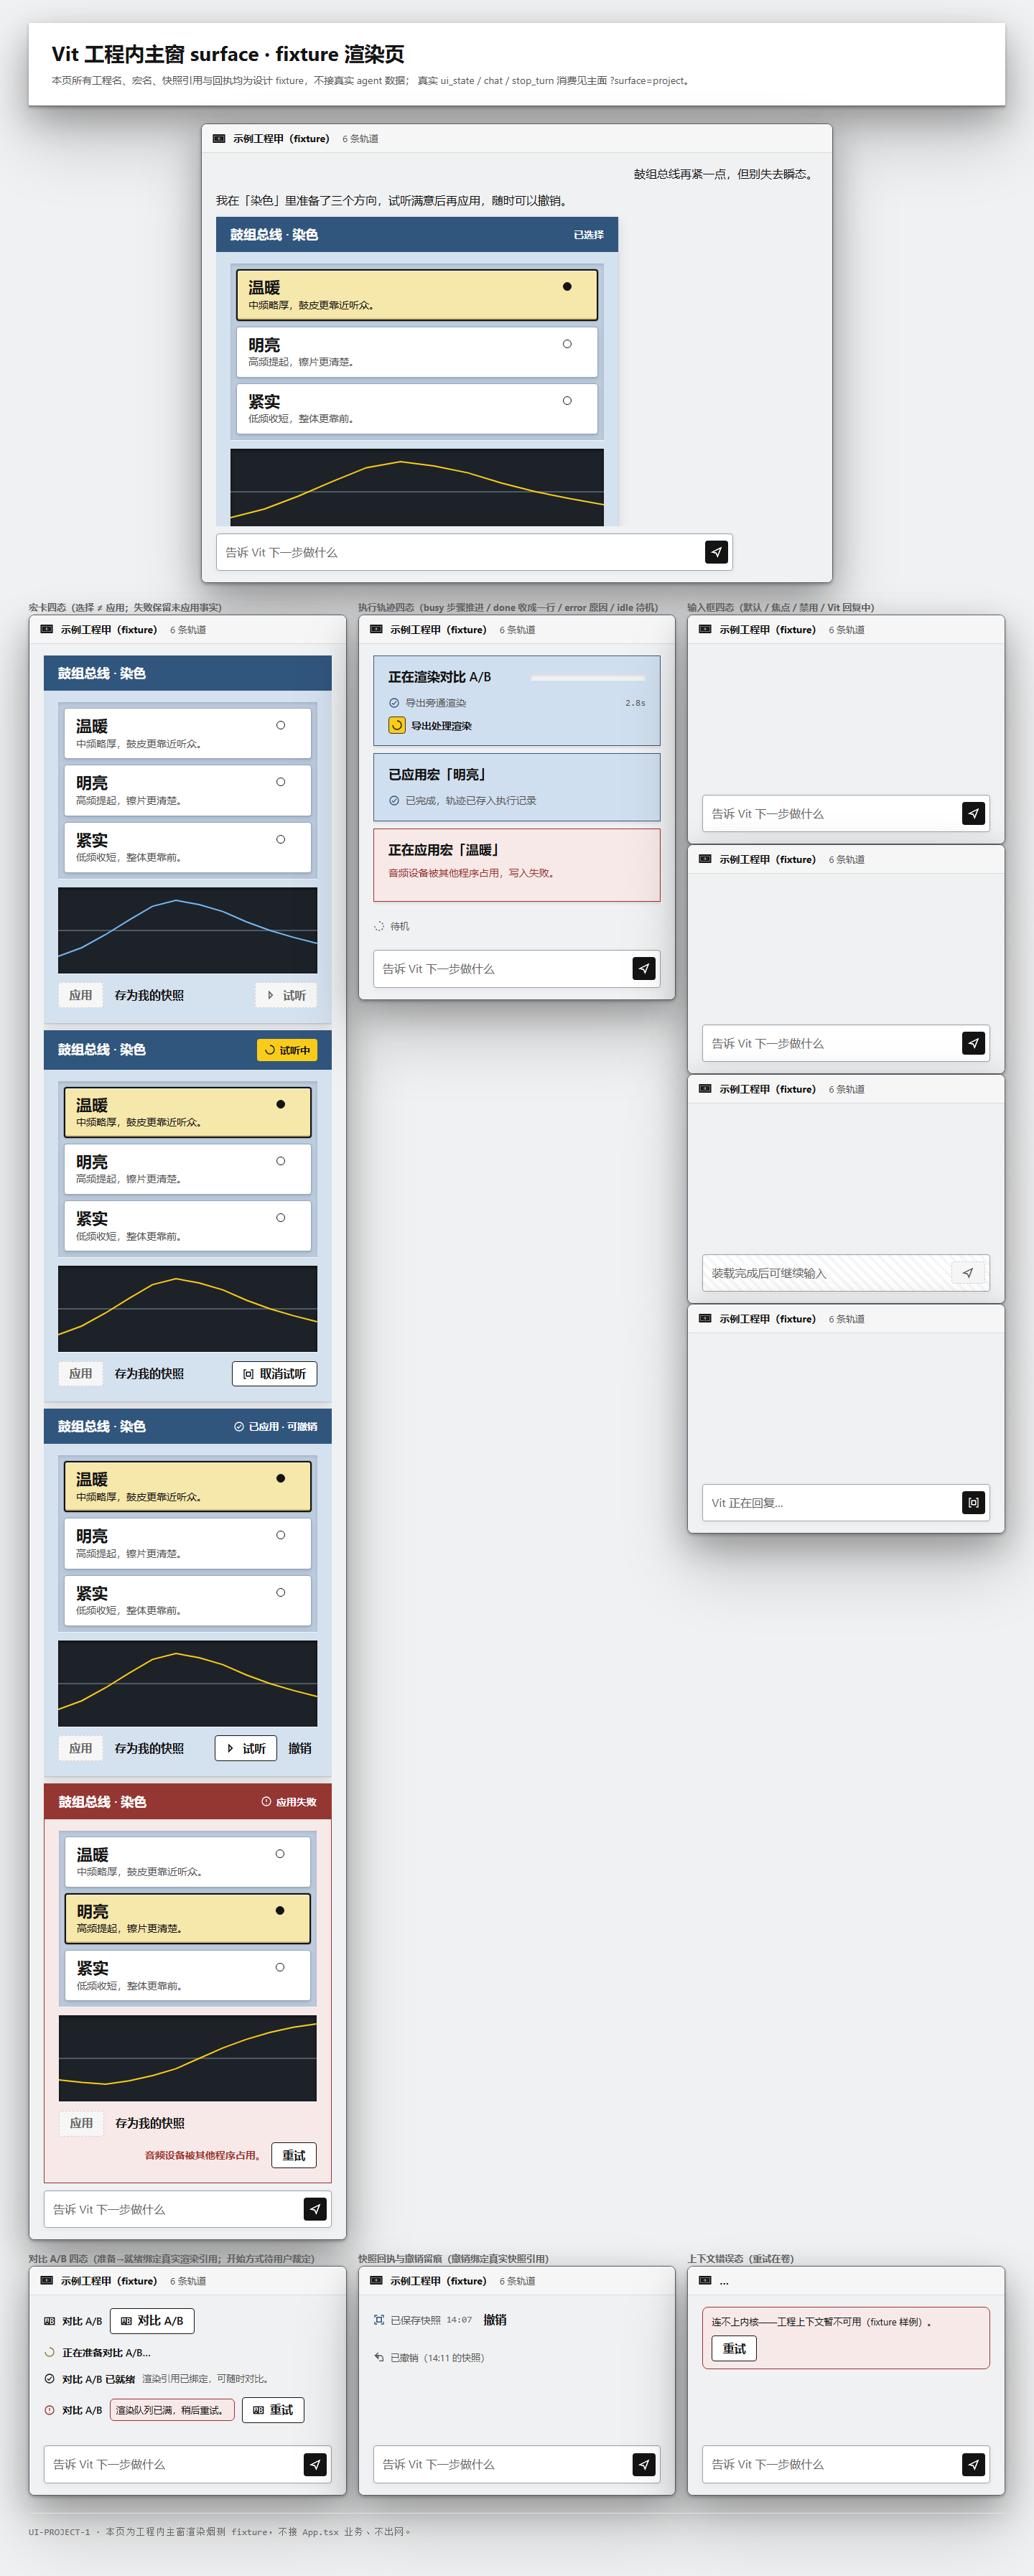 Vit 工程内主窗 surface · fixture 渲染页
本页所有工程名、宏名、快照引用与回执均为设计 fixture，不接真实 agent 数据； 真实 ui_state / chat / stop_turn 消费见主面 ?surface=project。
示例工程甲（fixture） 6 条轨道
鼓组总线再紧一点，但别失去瞬态。
我在「染色」里准备了三个方向，试听满意后再应用，随时可以撤销。
鼓组总线 · 染色 已选择
温暖
中频略厚，鼓皮更靠近听众。
明亮
高频提起，镲片更清楚。
紧实
低频收短，整体更靠前。
告诉 Vit 下一步做什么
宏卡四态（选择 ≠ 应用；失败保留未应用事实）
示例工程甲（fixture） 6 条轨道
鼓组总线 · 染色
温暖
中频略厚，鼓皮更靠近听众。
明亮
高频提起，镲片更清楚。
紧实
低频收短，整体更靠前。
应用 存为我的快照 试听
鼓组总线 · 染色 试听中
温暖
中频略厚，鼓皮更靠近听众。
明亮
高频提起，镲片更清楚。
紧实
低频收短，整体更靠前。
应用 存为我的快照 取消试听
鼓组总线 · 染色 已应用 · 可撤销
温暖
中频略厚，鼓皮更靠近听众。
明亮
高频提起，镲片更清楚。
紧实
低频收短，整体更靠前。
应用 存为我的快照 试听 撤销
鼓组总线 · 染色 应用失败
温暖
中频略厚，鼓皮更靠近听众。
明亮
高频提起，镲片更清楚。
紧实
低频收短，整体更靠前。
应用 存为我的快照
音频设备被其他程序占用。 重试
告诉 Vit 下一步做什么
执行轨迹四态（busy 步骤推进 / done 收成一行 / error 原因 / idle 待机）
示例工程甲（fixture） 6 条轨道
正在渲染对比 A/B
导出旁通渲染 2.8s
导出处理渲染
已应用宏「明亮」
已完成，轨迹已存入执行记录
正在应用宏「温暖」
音频设备被其他程序占用，写入失败。
待机
告诉 Vit 下一步做什么
输入框四态（默认 / 焦点 / 禁用 / Vit 回复中）
示例工程甲（fixture） 6 条轨道
告诉 Vit 下一步做什么
示例工程甲（fixture） 6 条轨道
告诉 Vit 下一步做什么
示例工程甲（fixture） 6 条轨道
装载完成后可继续输入
示例工程甲（fixture） 6 条轨道
Vit 正在回复...
对比 A/B 四态（准备→就绪绑定真实渲染引用；开始方式待用户裁定）
示例工程甲（fixture） 6 条轨道
对比 A/B 对比 A/B
正在准备对比 A/B...
对比 A/B 已就绪 渲染引用已绑定，可随时对比。
对比 A/B 渲染队列已满，稍后重试。 重试
告诉 Vit 下一步做什么
快照回执与撤销留痕（撤销绑定真实快照引用）
示例工程甲（fixture） 6 条轨道
已保存快照 14:07 撤销
已撤销（14:11 的快照）
告诉 Vit 下一步做什么
上下文错误态（重试在卷）
...
连不上内核——工程上下文暂不可用（fixture 样例）。
重试
告诉 Vit 下一步做什么
UI-PROJECT-1 · 本页为工程内主窗渲染烟测 fixture，不接 App.tsx 业务、不出网。